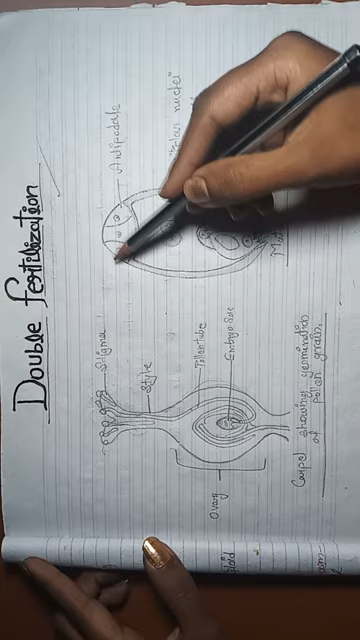 Double Fertilization
Stigma
Style
Pollen tube
Embryo sac
Ovary
Carpel showing germination
of pollen grain.
Antipodals
nuclei